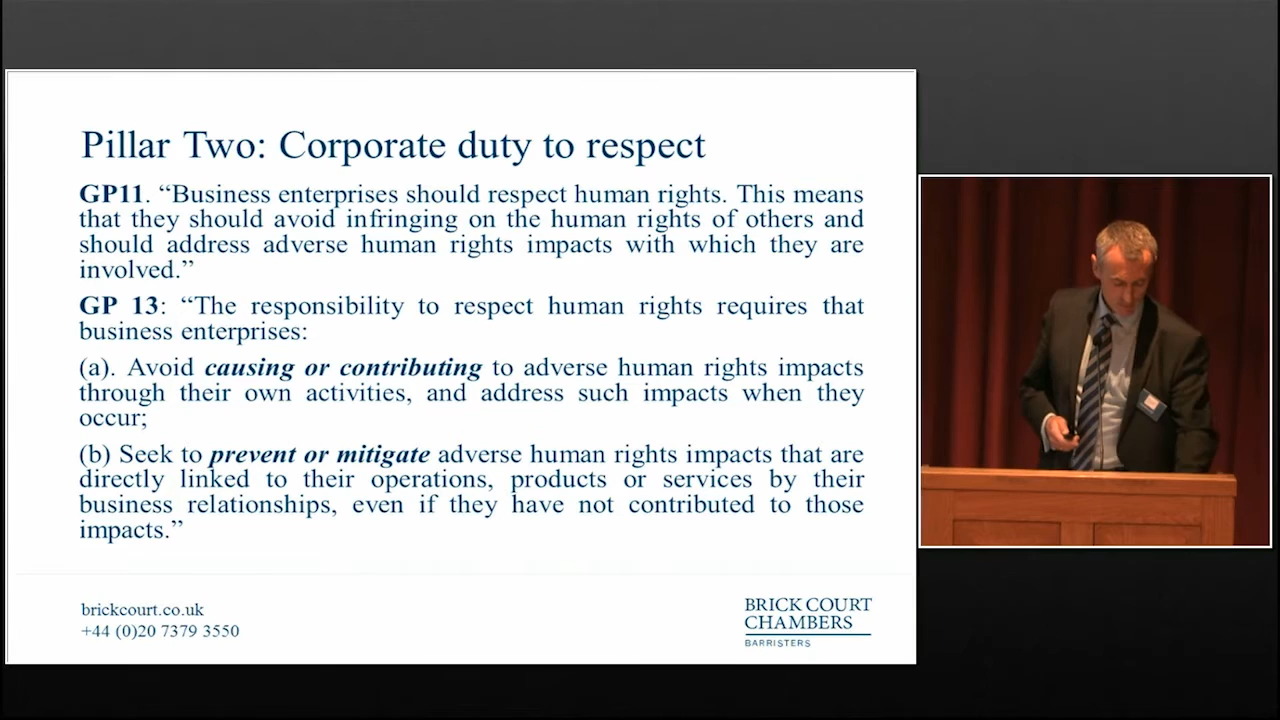 Pillar Two: Corporate duty to respect
GP11. “Business enterprises should respect human rights. This means
that they should avoid infringing on the human rights of others and
should address adverse human rights impacts with which they are
involved.”
GP 13: “The responsibility to respect human rights requires that
business enterprises:
(a). Avoid causing or contributing to adverse human rights impacts
through their own activities, and address such impacts when they
occur;
(b) Seek to prevent or mitigate adverse human rights impacts that are
directly linked to their operations, products or services by their
business relationships, even if they have not contributed to those
impacts.”
brickcourt.co.uk
+44 (0)20 7379 3550
BRICK COURT
CHAMBERS
BARRISTERS